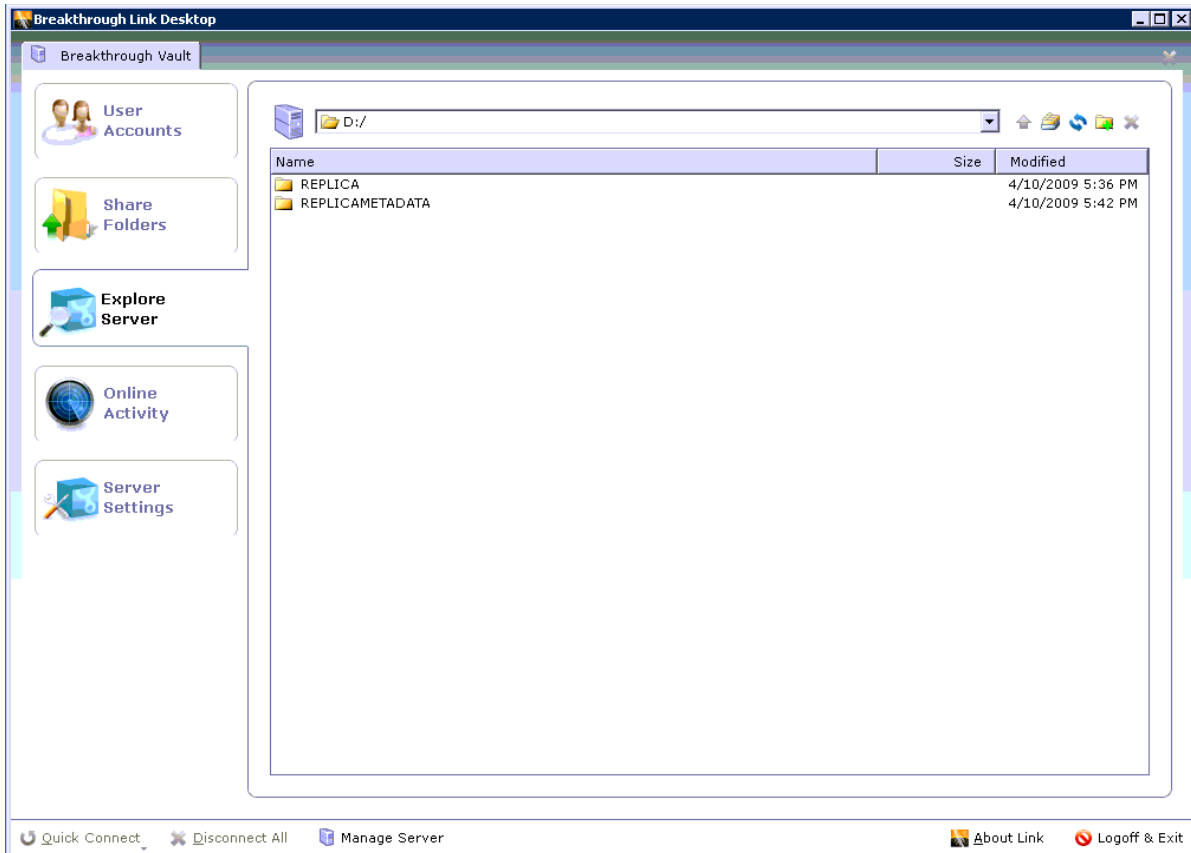 Breakthrough Link Desktop
Breakthrough Vault
User
Accounts
Share
Folders
Explore
Server
Online
Activity
Server
Settings
D:/
Name Size Modified
REPLICA 4/10/2009 5:36 PM
REPLICAMETADATA 4/10/2009 5:42 PM
Quick Connect Disconnect All Manage Server About Link Logoff & Exit